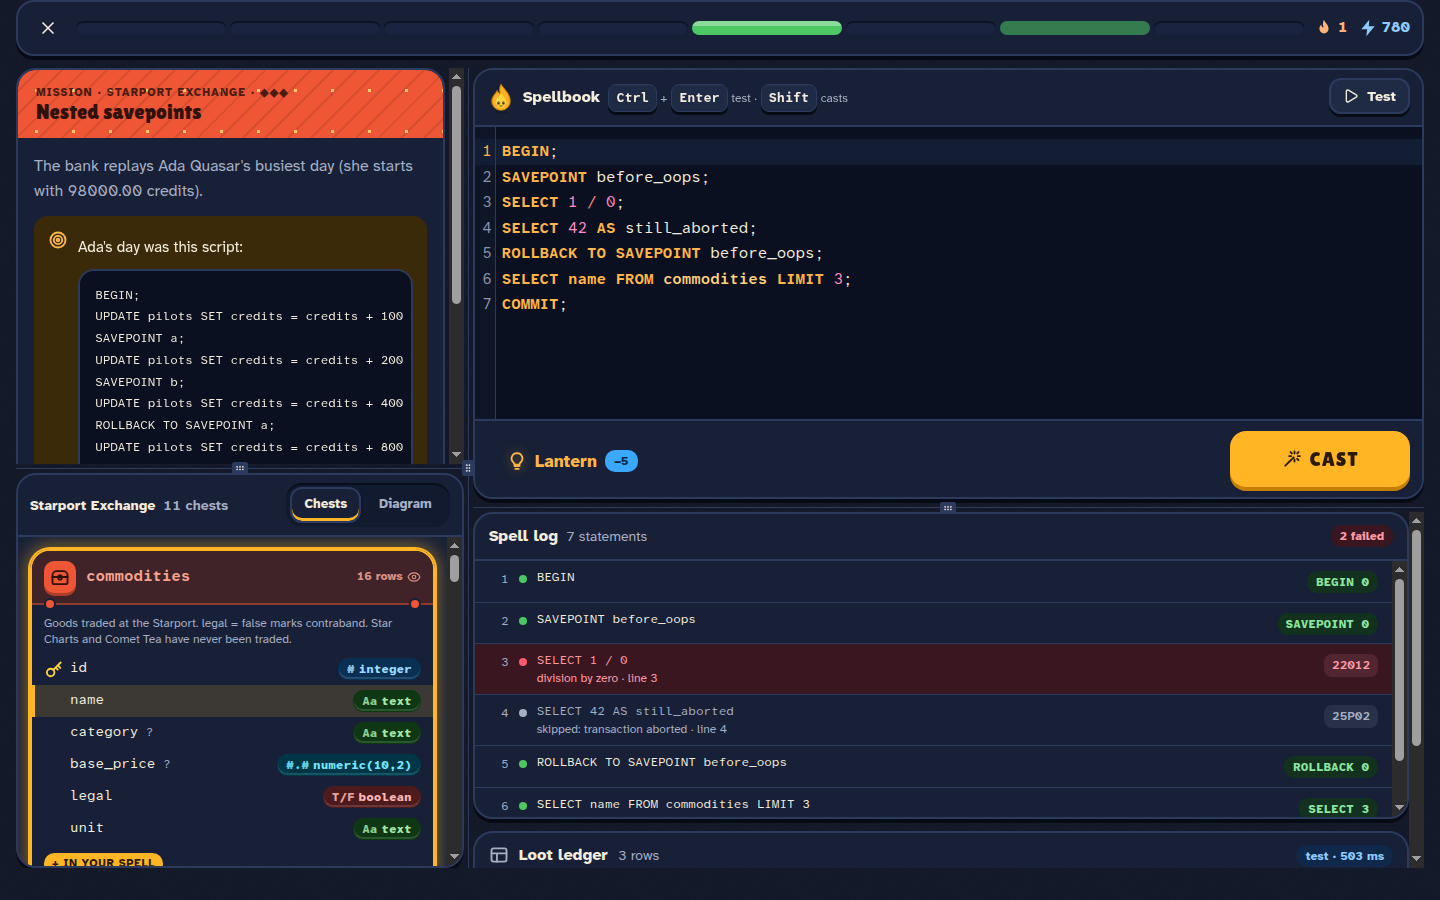 1
780
MISSION · STARPORT EXCHANGE · ◆◆◆
Nested savepoints
The bank replays Ada Quasar's busiest day (she starts
with 98000.00 credits).
Ada's day was this script:
BEGIN;
UPDATE pilots SET credits = credits + 100
SAVEPOINT a;
UPDATE pilots SET credits = credits + 200
SAVEPOINT b;
UPDATE pilots SET credits = credits + 400
ROLLBACK TO SAVEPOINT a;
UPDATE pilots SET credits = credits + 800
Starport Exchange 11 chests
Chests
Diagram
commodities
16 rows
Goods traded at the Starport. legal = false marks contraband. Star
Charts and Comet Tea have never been traded.
id
# integer
name
Aa text
category ?
Aa text
base_price ?
#.# numeric(10,2)
legal
T/F boolean
unit
Aa text
+ IN YOUR SPELL
Spellbook Ctrl + Enter test · Shift casts
Test
1 BEGIN;
2 SAVEPOINT before_oops;
3 SELECT 1 / 0;
4 SELECT 42 AS still_aborted;
5 ROLLBACK TO SAVEPOINT before_oops;
6 SELECT name FROM commodities LIMIT 3;
7 COMMIT;
Lantern −5
CAST
Spell log 7 statements
2 failed
1 BEGIN
BEGIN 0
2 SAVEPOINT before_oops
SAVEPOINT 0
3 SELECT 1 / 0
division by zero · line 3
22012
4 SELECT 42 AS still_aborted
skipped: transaction aborted · line 4
25P02
5 ROLLBACK TO SAVEPOINT before_oops
ROLLBACK 0
6 SELECT name FROM commodities LIMIT 3
SELECT 3
Loot ledger 3 rows
test · 503 ms